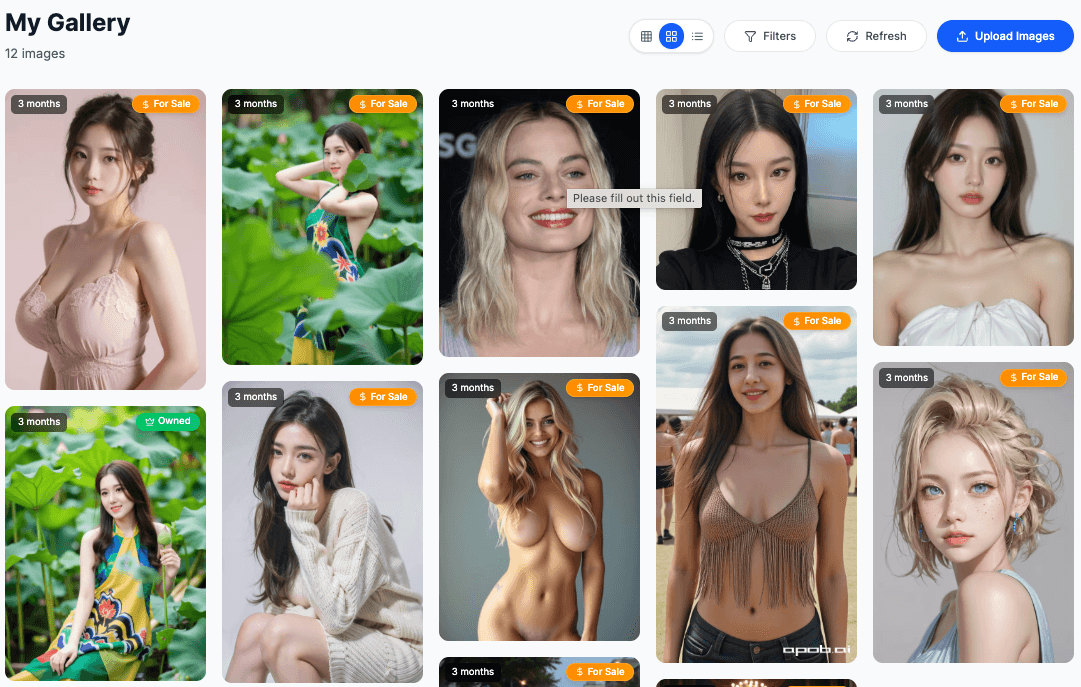 My Gallery
12 images
Filters
Refresh
Upload Images
3 months
For Sale
3 months
For Sale
3 months
For Sale
3 months
For Sale
3 months
For Sale
SG
Please fill out this field.
3 months
For Sale
3 months
For Sale
3 months
For Sale
3 months
For Sale
3 months
Owned
apob.ai
3 months
For Sale